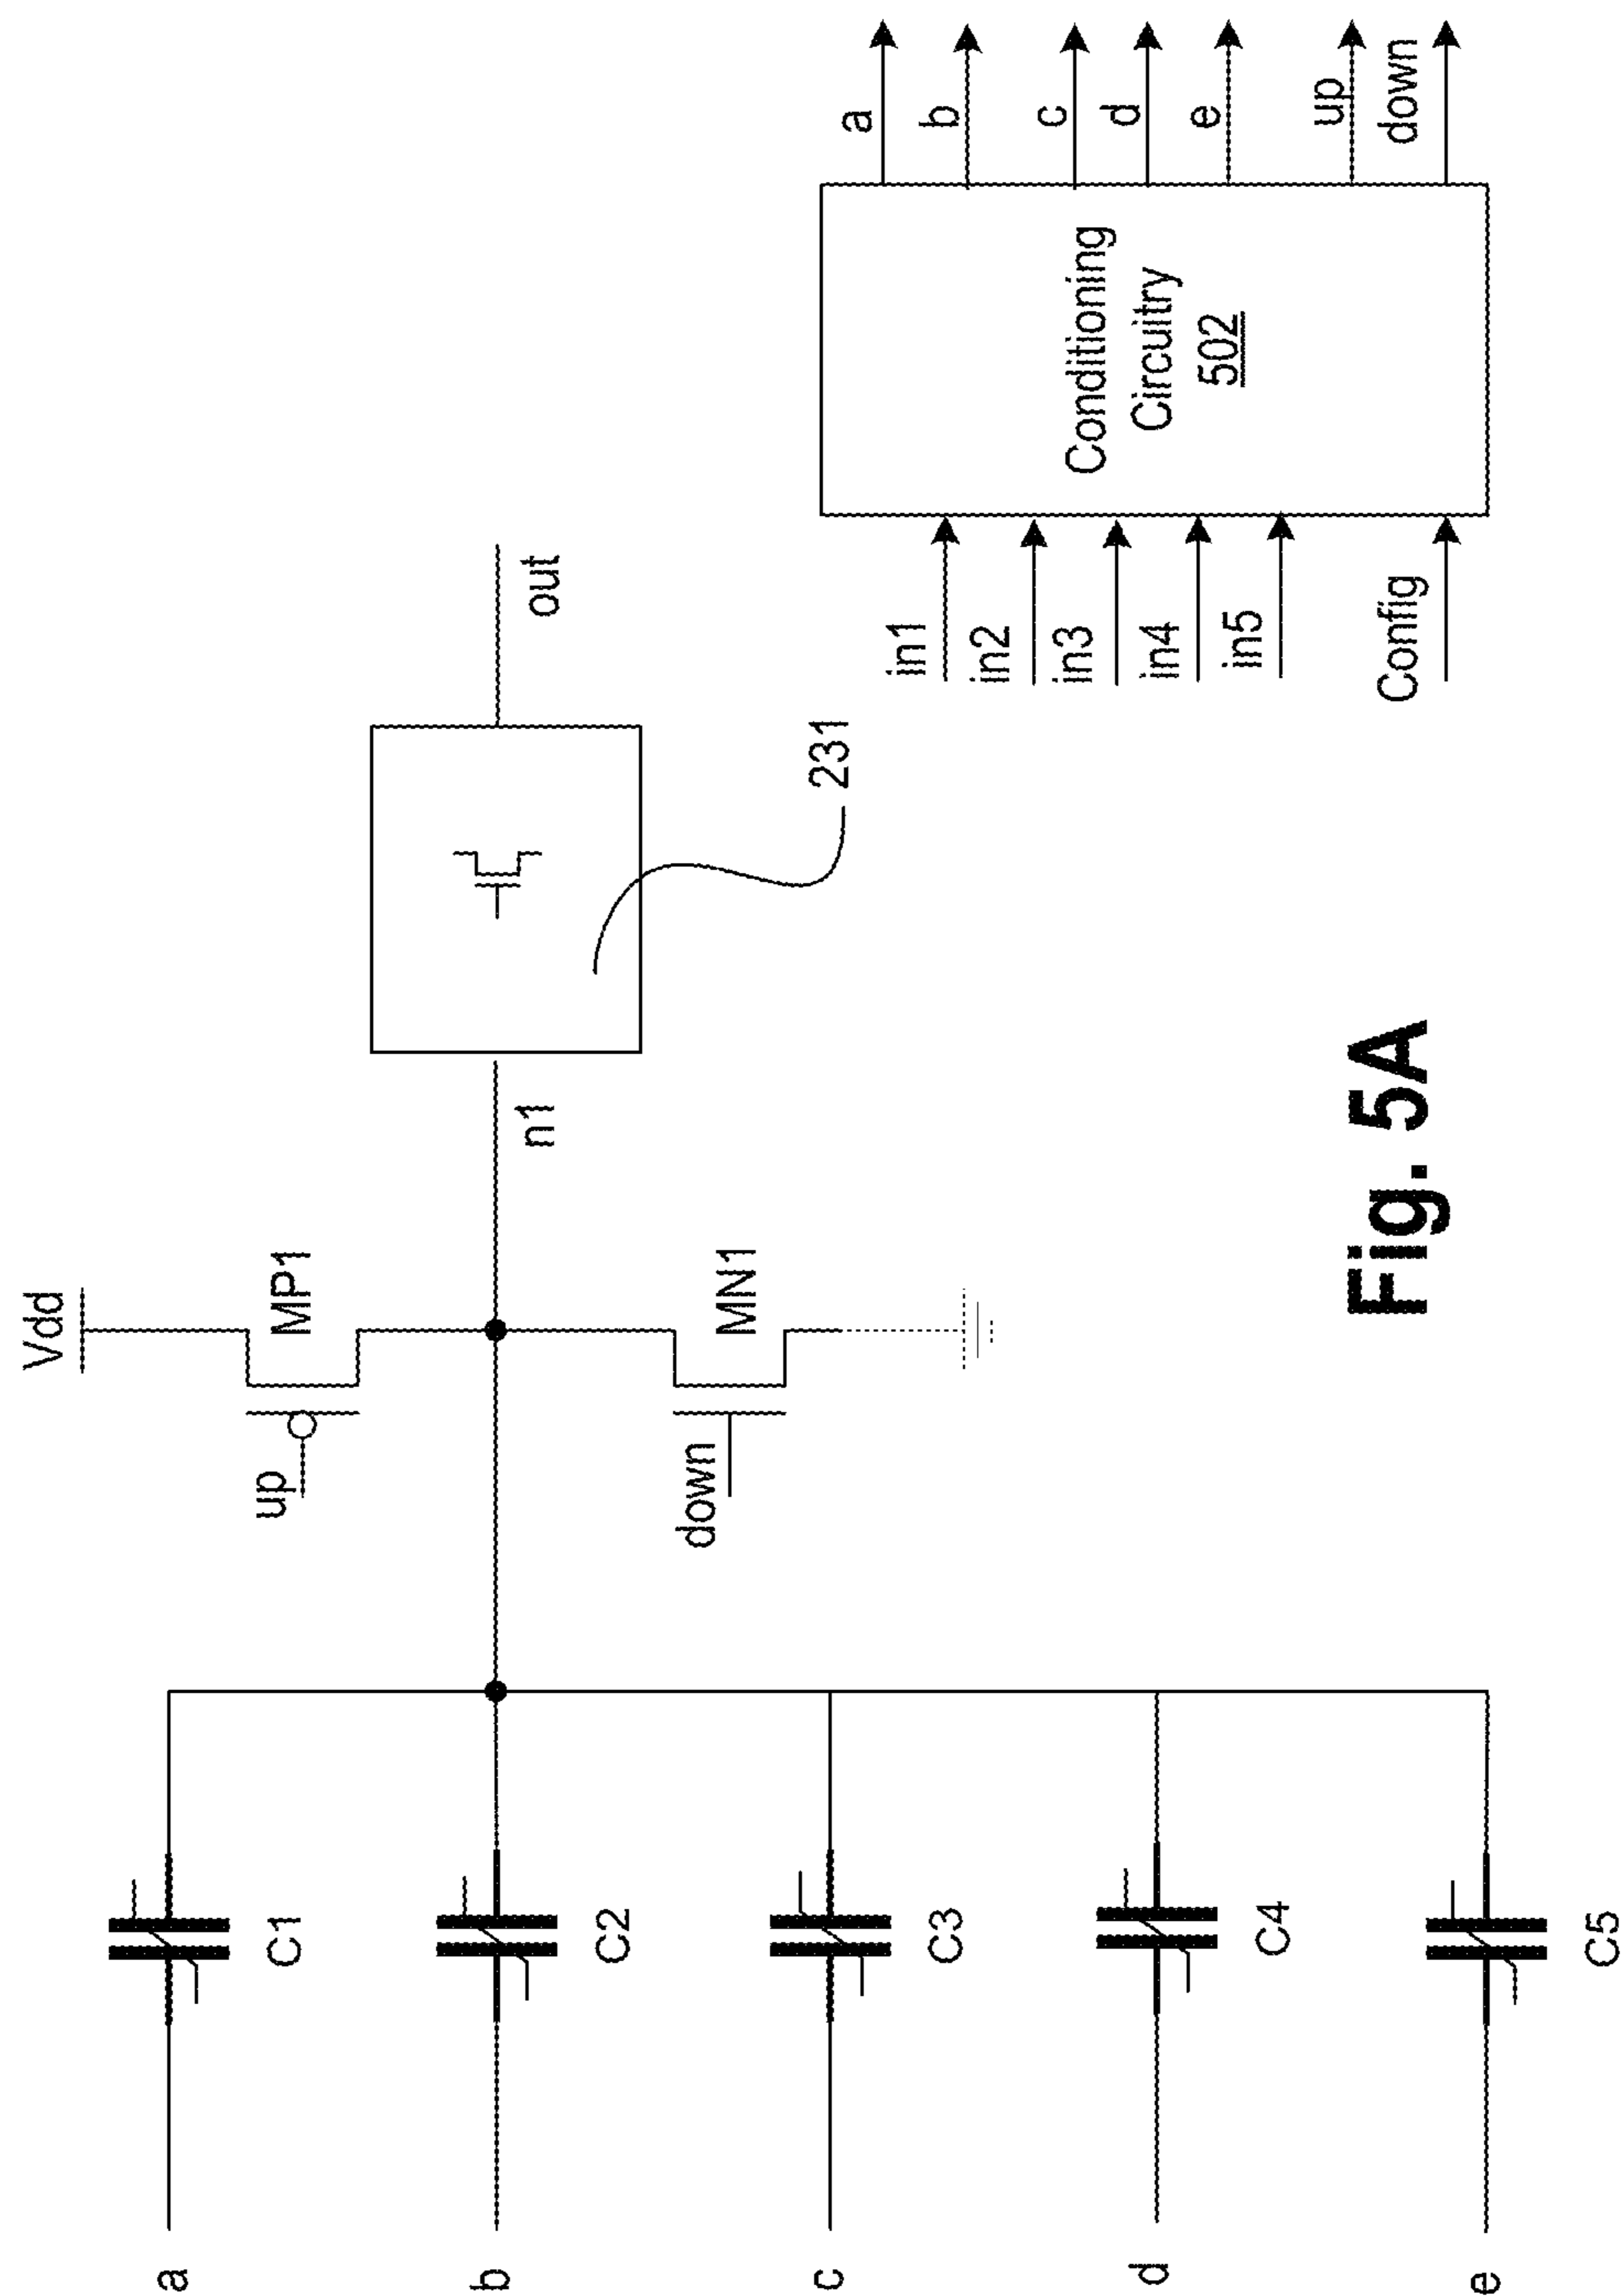 Vdd
up
MP1
a
C1
n1
out
b
C2
down
MN1
231
c
C3
d
C4
e
C5
in1
in2
in3
in4
in5
Config
Conditioning
Circuitry
502
a
b
c
d
e
up
down
Fig. 5A